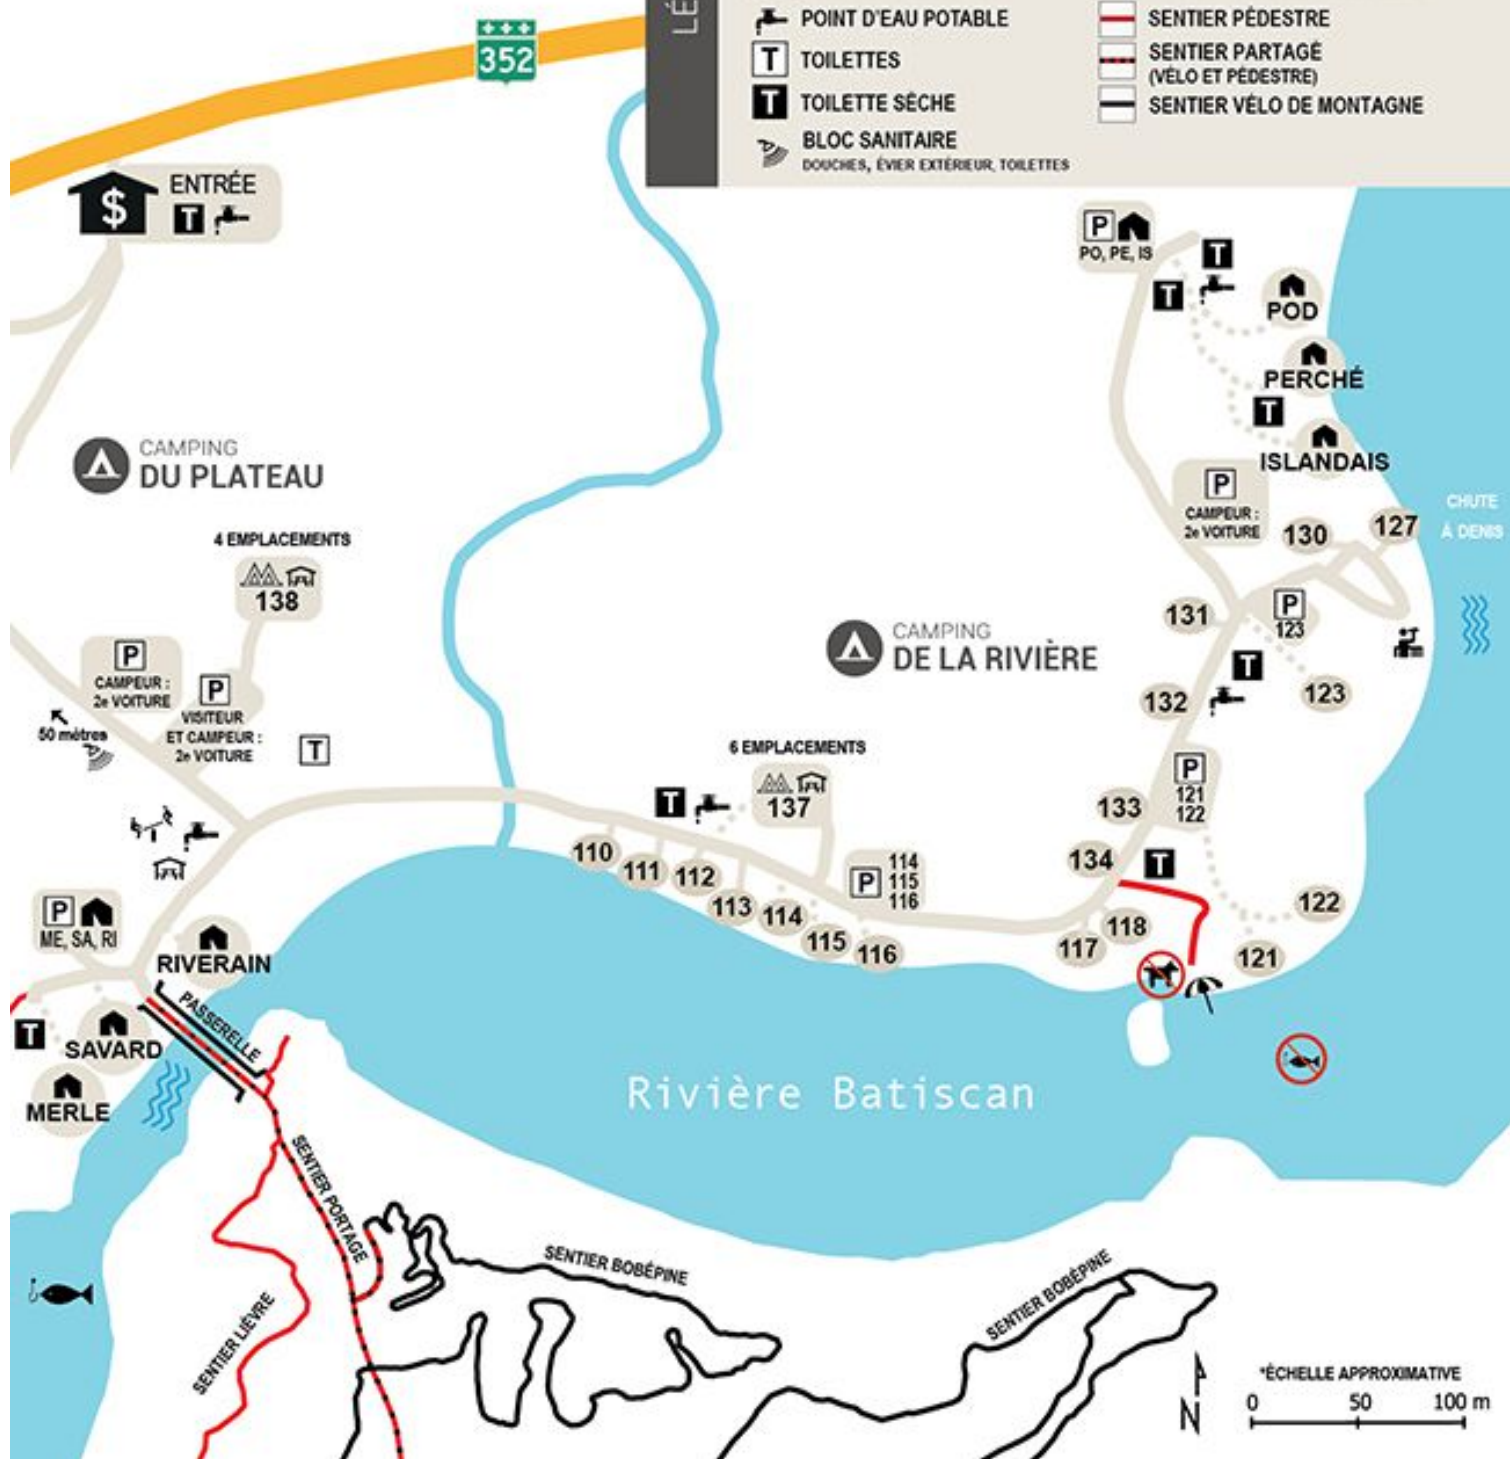 LÉ
POINT D'EAU POTABLE
TOILETTES
TOILETTE SÈCHE
BLOC SANITAIRE
DOUCHES, ÉVIER EXTÉRIEUR, TOILETTES
SENTIER PÉDESTRE
SENTIER PARTAGÉ
(VÉLO ET PÉDESTRE)
SENTIER VÉLO DE MONTAGNE
352
$
ENTRÉE
T
P
PO, PE, IS
T
T
POD
PERCHÉ
T
ISLANDAIS
CAMPING
DU PLATEAU
P
CAMPEUR :
2e VOITURE
130
127
CHUTE
À DENIS
4 EMPLACEMENTS
138
131
P
123
CAMPING
DE LA RIVIÈRE
P
CAMPEUR :
2e VOITURE
P
VISITEUR
ET CAMPEUR :
2e VOITURE
T
50 mètres
T
132
123
6 EMPLACEMENTS
137
T
133
P
121
122
110
111
112
113
114
115
116
P
114
115
116
134
T
117
118
122
121
P
ME, SA, RI
RIVERAIN
PASSERELLE
T
SAVARD
MERLE
Rivière Batiscan
SENTIER PORTAGE
SENTIER LIÈVRE
SENTIER BOBÉPINE
SENTIER BOBÉPINE
N
*ÉCHELLE APPROXIMATIVE
0 50 100 m